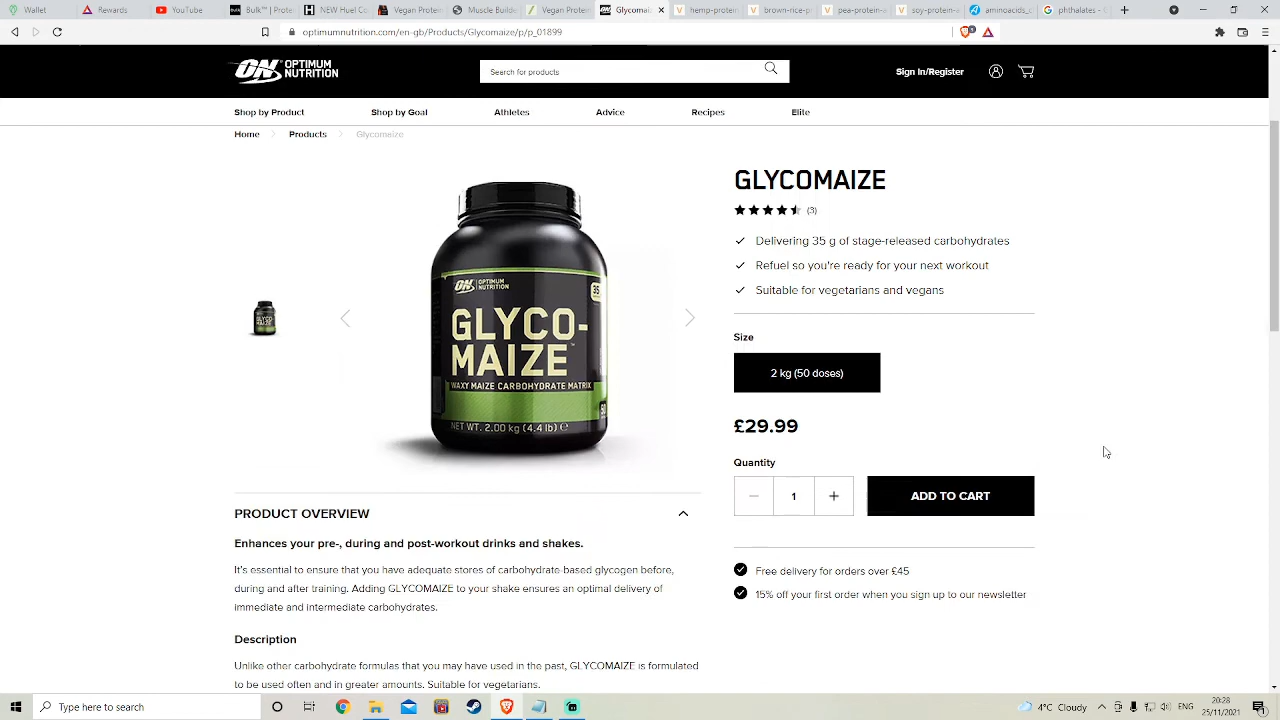 Wallet
Rewards
YouTube
Bulk™ | Protei
NEW Huel Co
Vegan Protein
Muscle Builde
Vegan Protein
Glycomaiz
hemp-protein
brown-rice-p
pea-protein-
soy-protein-
aminoacids_c
phthalates - G
optimumnutrition.com/en-gb/Products/Glycomaize/p/p_01899
ON OPTIMUM NUTRITION
Search for products
Sign In/Register
Shop by Product
Shop by Goal
Athletes
Advice
Recipes
Elite
Home
Products
Glycomaize
GLYCOMAIZE
(3)
Delivering 35 g of stage-released carbohydrates
Refuel so you're ready for your next workout
Suitable for vegetarians and vegans
ON OPTIMUM NUTRITION
35
GLYCO-
MAIZE™
WAXY MAIZE CARBOHYDRATE MATRIX
NET WT. 2.00 kg (4.4 lb) ℮
Size
2 kg (50 doses)
£29.99
Quantity
1
ADD TO CART
PRODUCT OVERVIEW
Enhances your pre-, during and post-workout drinks and shakes.
It's essential to ensure that you have adequate stores of carbohydrate-based glycogen before,
during and after training. Adding GLYCOMAIZE to your shake ensures an optimal delivery of
immediate and intermediate carbohydrates.
Free delivery for orders over £45
15% off your first order when you sign up to our newsletter
Description
Unlike other carbohydrate formulas that you may have used in the past, GLYCOMAIZE is formulated
to be used often and in greater amounts. Suitable for vegetarians.
Type here to search
4°C Cloudy
ENG
20:28
25/11/2021